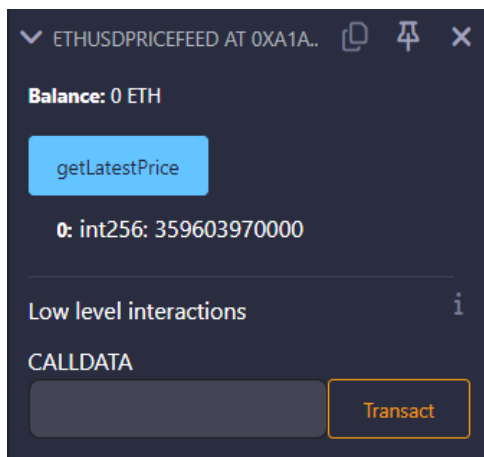 ETHUSDPRICEFEED AT 0XA1A..
Balance: 0 ETH
getLatestPrice
0: int256: 359603970000
Low level interactions
i
CALLDATA
Transact